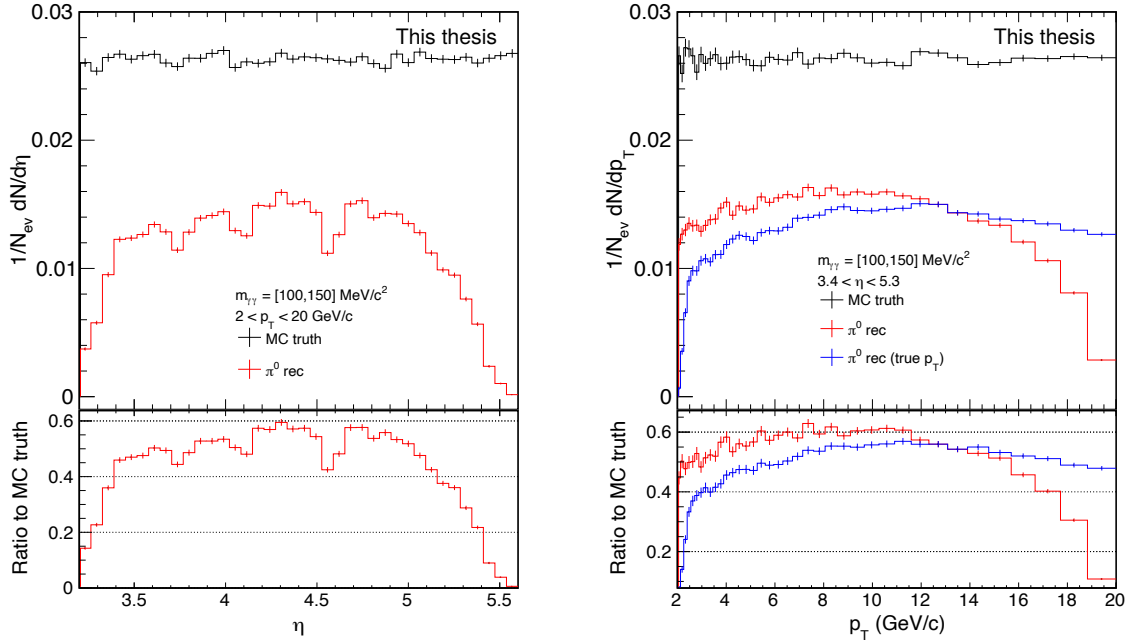 This thesis
0.03
0.02
0.01
0
1/N_ev dN/dη
m_γγ = [100,150] MeV/c²
2 < p_T < 20 GeV/c
MC truth
π⁰ rec
0.6
0.4
0.2
0
Ratio to MC truth
3.5 4 4.5 5 5.5
η
This thesis
0.03
0.02
0.01
0
1/N_ev dN/dp_T
m_γγ = [100,150] MeV/c²
3.4 < η < 5.3
MC truth
π⁰ rec
π⁰ rec (true p_T)
0.6
0.4
0.2
Ratio to MC truth
2 4 6 8 10 12 14 16 18 20
p_T (GeV/c)